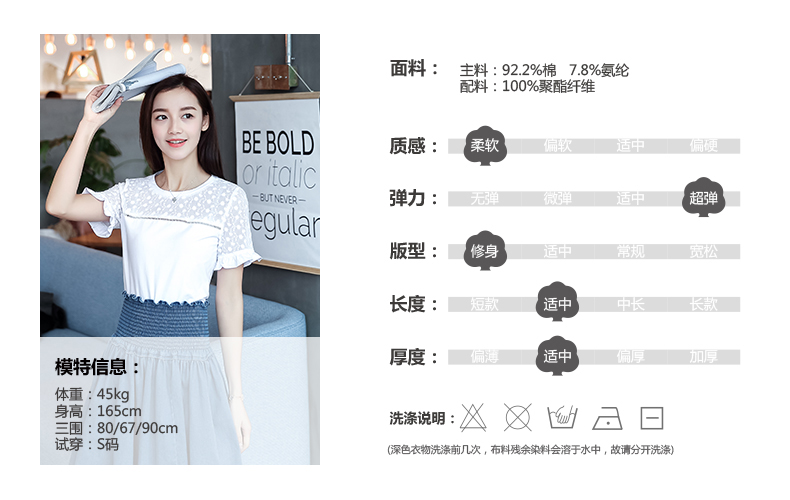 BE BOLD
or italic
BUT NEVER
egular
模特信息：
体重：45kg
身高：165cm
三围：80/67/90cm
试穿：S码
面料： 主料：92.2%棉 7.8%氨纶
配料：100%聚酯纤维
质感： 柔软 偏软 适中 偏硬
弹力： 无弹 微弹 适中 超弹
版型： 修身 适中 常规 宽松
长度： 短款 适中 中长 长款
厚度： 偏薄 适中 偏厚 加厚
洗涤说明：
(深色衣物洗涤前几次，布料残余染料会溶于水中，故请分开洗涤)